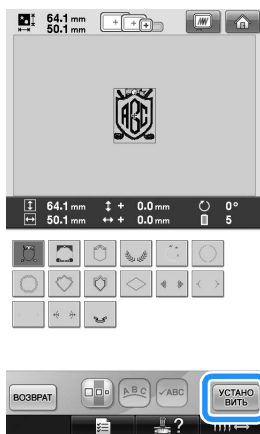 64.1 mm
50.1 mm
ABC
64.1 mm + 0.0 mm 0°
50.1 mm + 0.0 mm 5
ВОЗВРАТ ABC ABC УСТАНО
ВИТЬ
?